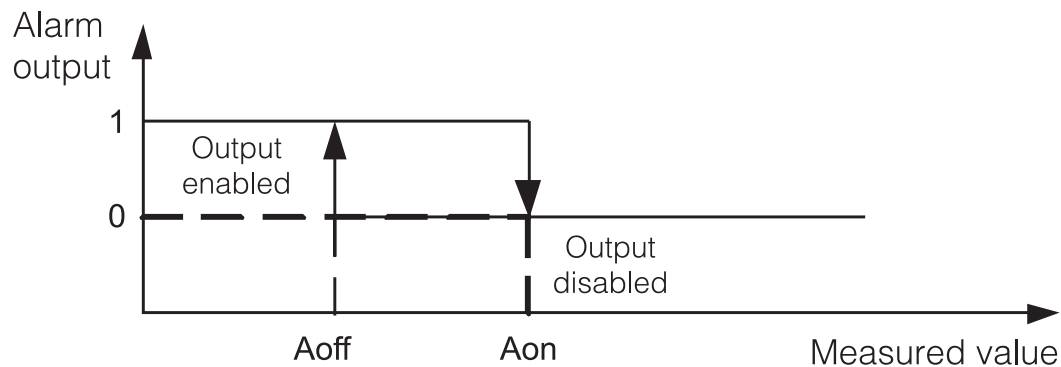 Alarm
output
1
Output
enabled
0
Output
disabled
Aoff
Aon
Measured value